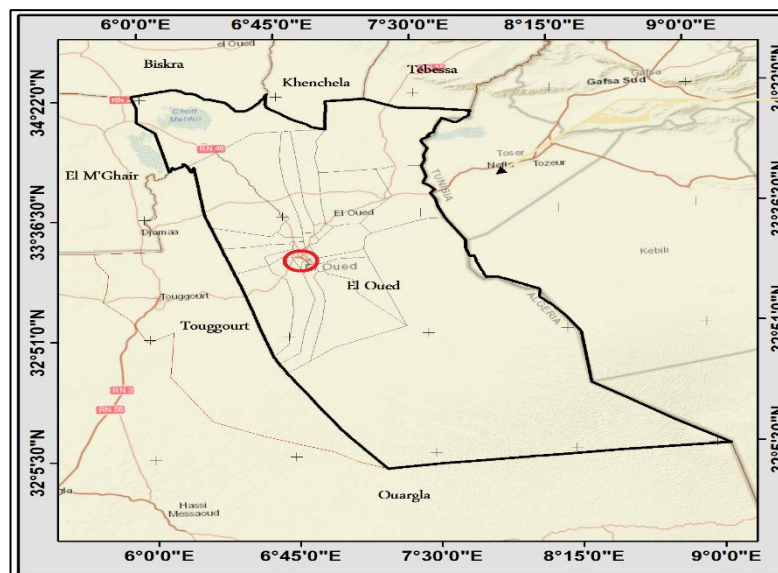 6°0'0"E 6°45'0"E 7°30'0"E 8°15'0"E 9°0'0"E
el Oued
Biskra
Khenchela
Tébessa
Gafsa
Gafsa Sud
34°22'0"N
RN 3
Chott Melrhir
RN 48
Toser
Nefta Tozeur
TUNISIA
El M'Ghair
33°36'30"N
El Oued
Djamaa
Kebili
El Oued
El Oued
ALGERIA
Touggourt
Touggourt
32°51'0"N
RN 3
RN 56
32°5'30"N
Ouargla
Hassi
Messaoud
6°0'0"E 6°45'0"E 7°30'0"E 8°15'0"E 9°0'0"E